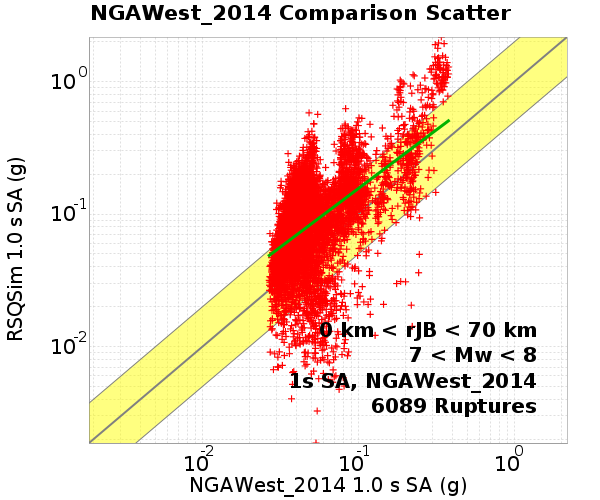 NGAWest_2014 Comparison Scatter
RSQSim 1.0 s SA (g)
10^0
10^-1
10^-2
0 km < rJB < 70 km
7 < Mw < 8
1s SA, NGAWest_2014
6089 Ruptures
10^-2 10^-1 10^0
NGAWest_2014 1.0 s SA (g)